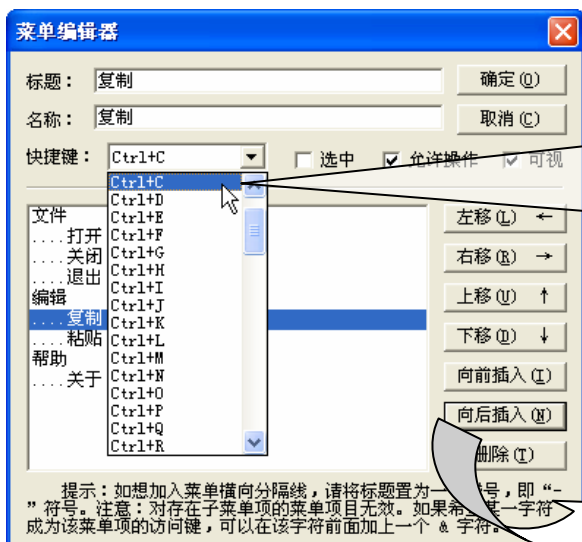 菜单编辑器
标题： 复制 确定(O)
名称： 复制 取消(C)
快捷键： Ctrl+C 选中 允许操作 可视
Ctrl+C
Ctrl+D
Ctrl+E
Ctrl+F
Ctrl+G
Ctrl+H
Ctrl+I
Ctrl+J
Ctrl+K
Ctrl+L
Ctrl+M
Ctrl+N
Ctrl+O
Ctrl+P
Ctrl+Q
Ctrl+R
文件
....打开
....关闭
....退出
编辑
....复制
....粘贴
帮助
....关于
左移(L) ←
右移(R) →
上移(U) ↑
下移(D) ↓
向前插入(I)
向后插入(N)
删除(T)
提示：如想加入菜单横向分隔线，请将标题置为一 号，即“-
”符号。注意：对存在子菜单项的菜单项目无效。如果希 某一字符
成为该菜单项的访问键，可以在该字符前面加上一个 & 字符。